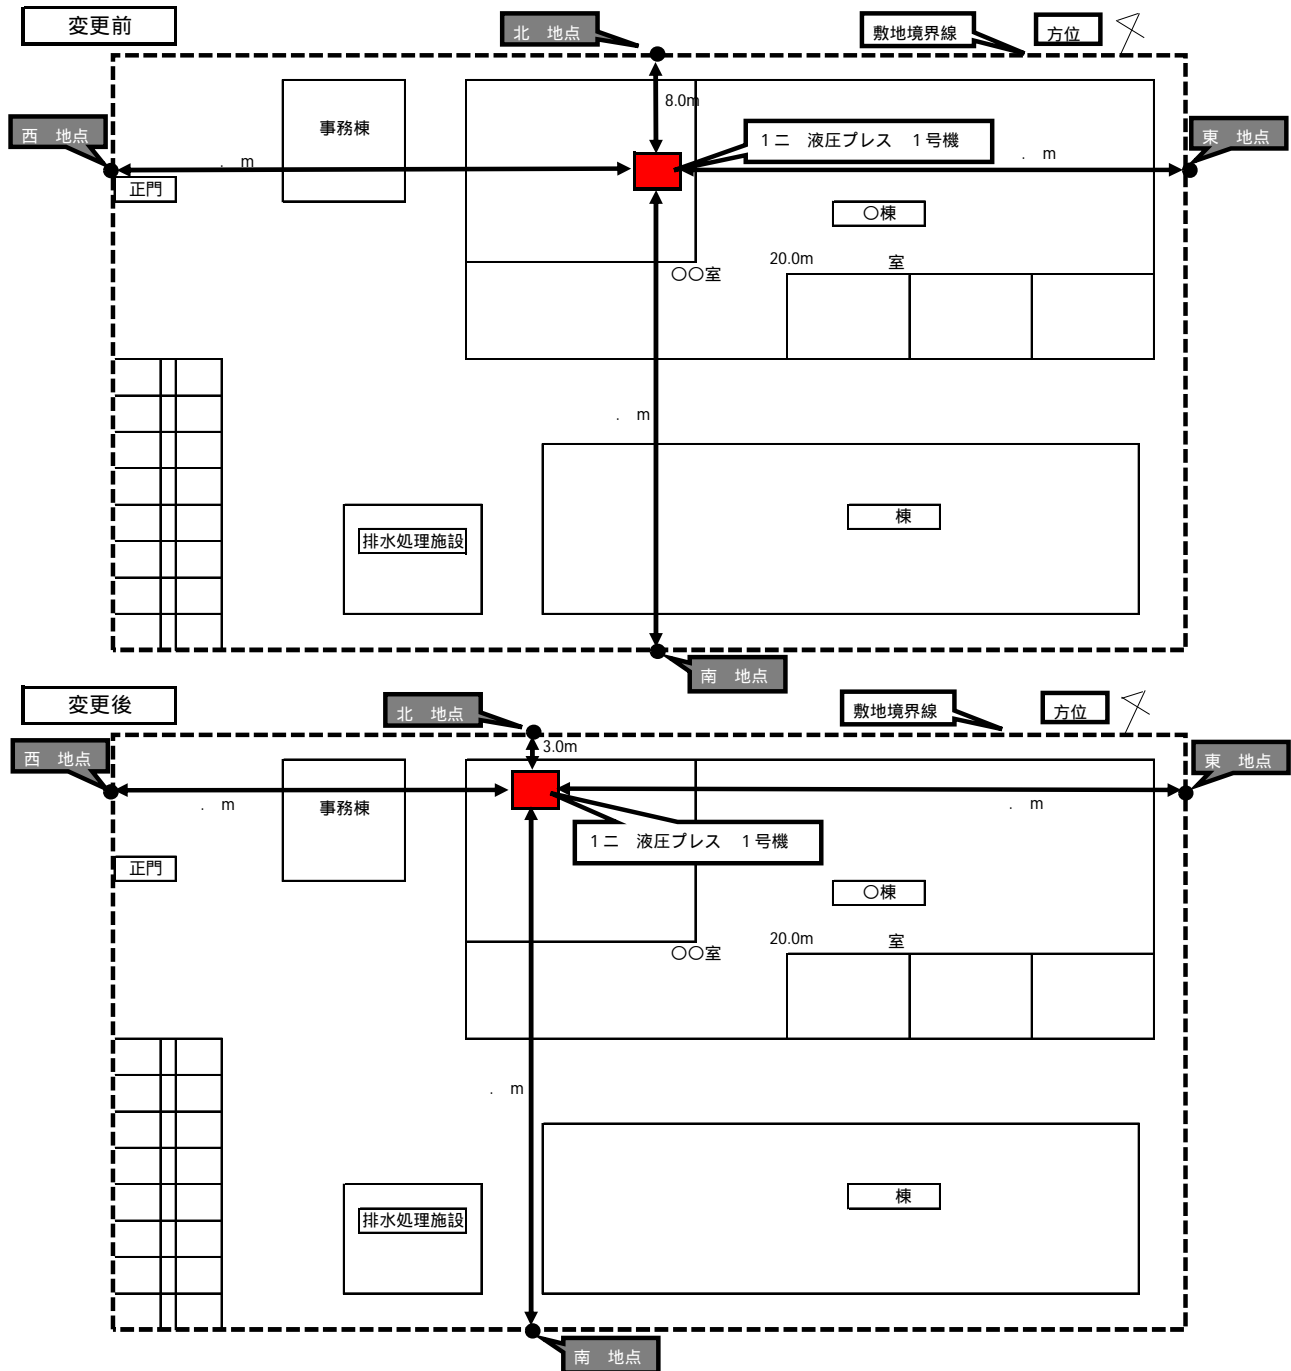 変更前
北　地点
敷地境界線
方位
8.0m
事務棟
西　地点
1ニ　液圧プレス　1号機
東　地点
.　m
.　m
正門
〇棟
20.0m
室
〇〇室
.　m
棟
排水処理施設
南　地点
変更後
北　地点
敷地境界線
方位
西　地点
3.0m
東　地点
.　m
事務棟
.　m
1ニ　液圧プレス　1号機
正門
〇棟
20.0m
室
〇〇室
.　m
棟
排水処理施設
南　地点